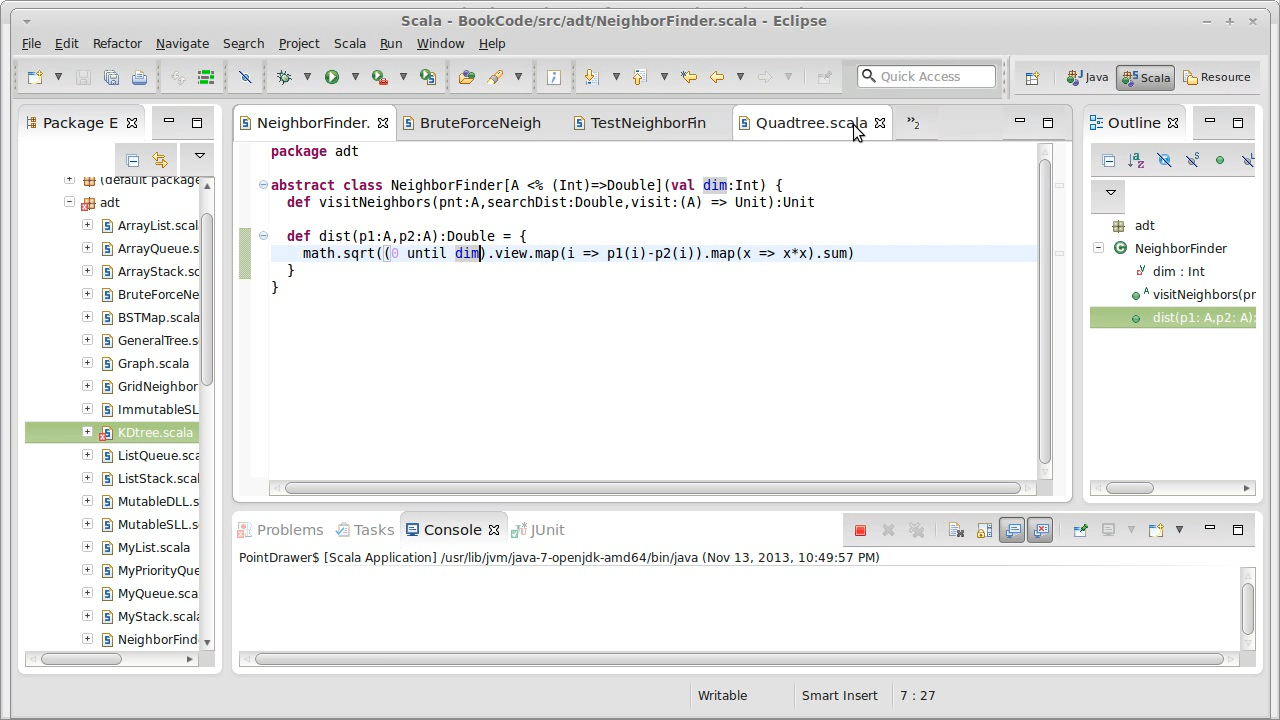 Scala - BookCode/src/adt/NeighborFinder.scala - Eclipse
File Edit Refactor Navigate Search Project Scala Run Window Help
Quick Access
Java
Scala
Resource
Package E
NeighborFinder.
BruteForceNeigh
TestNeighborFin
Quadtree.scala
»2
Outline
(default package
adt
ArrayList.scal
ArrayQueue.s
ArrayStack.sc
BruteForceNe
BSTMap.scala
GeneralTree.s
Graph.scala
GridNeighbor
ImmutableSL
KDtree.scala
ListQueue.sca
ListStack.scal
MutableDLL.s
MutableSLL.s
MyList.scala
MyPriorityQue
MyQueue.sca
MyStack.scala
NeighborFind
package adt
abstract class NeighborFinder[A <% (Int)=>Double](val dim:Int) {
def visitNeighbors(pnt:A,searchDist:Double,visit:(A) => Unit):Unit
def dist(p1:A,p2:A):Double = {
math.sqrt((0 until dim).view.map(i => p1(i)-p2(i)).map(x => x*x).sum)
}
}
adt
NeighborFinder
dim : Int
visitNeighbors(pr
dist(p1: A,p2: A):
Problems
Tasks
Console
JUnit
PointDrawer$ [Scala Application] /usr/lib/jvm/java-7-openjdk-amd64/bin/java (Nov 13, 2013, 10:49:57 PM)
Writable
Smart Insert
7 : 27